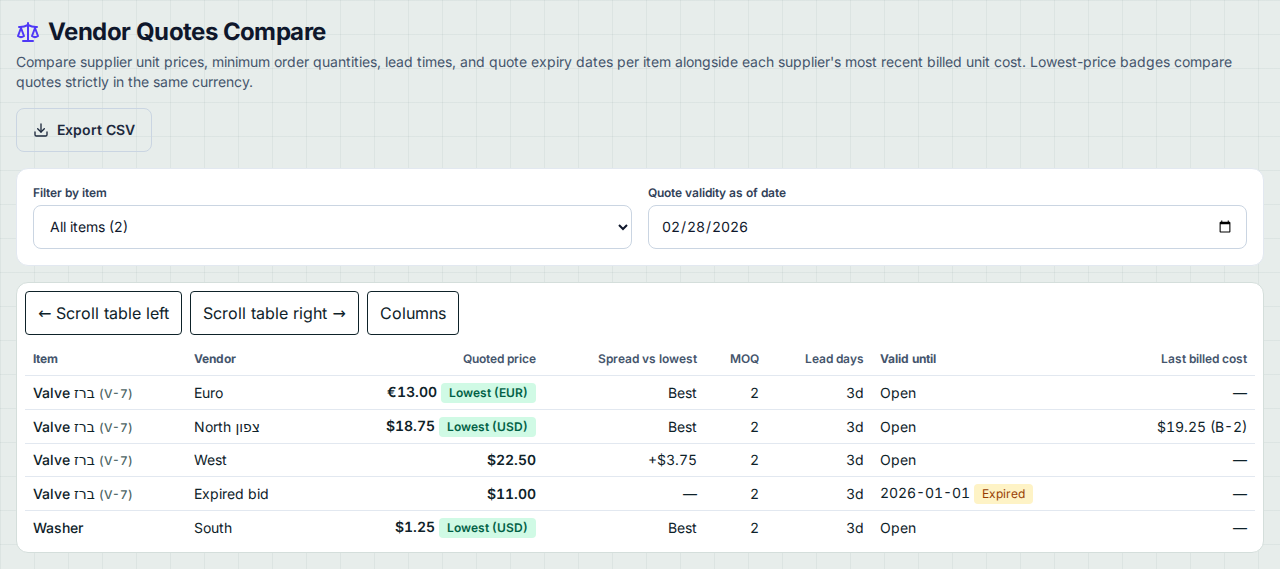 Vendor Quotes Compare
Compare supplier unit prices, minimum order quantities, lead times, and quote expiry dates per item alongside each supplier's most recent billed unit cost. Lowest-price badges compare
quotes strictly in the same currency.
Export CSV
Filter by item Quote validity as of date
All items (2) 02/28/2026
← Scroll table left Scroll table right → Columns
Item Vendor Quoted price Spread vs lowest MOQ Lead days Valid until Last billed cost
Valve ברז (V-7) Euro €13.00 Lowest (EUR) Best 2 3d Open —
Valve ברז (V-7) North צפון $18.75 Lowest (USD) Best 2 3d Open $19.25 (B-2)
Valve ברז (V-7) West $22.50 +$3.75 2 3d Open —
Valve ברז (V-7) Expired bid $11.00 — 2 3d 2026-01-01 Expired —
Washer South $1.25 Lowest (USD) Best 2 3d Open —